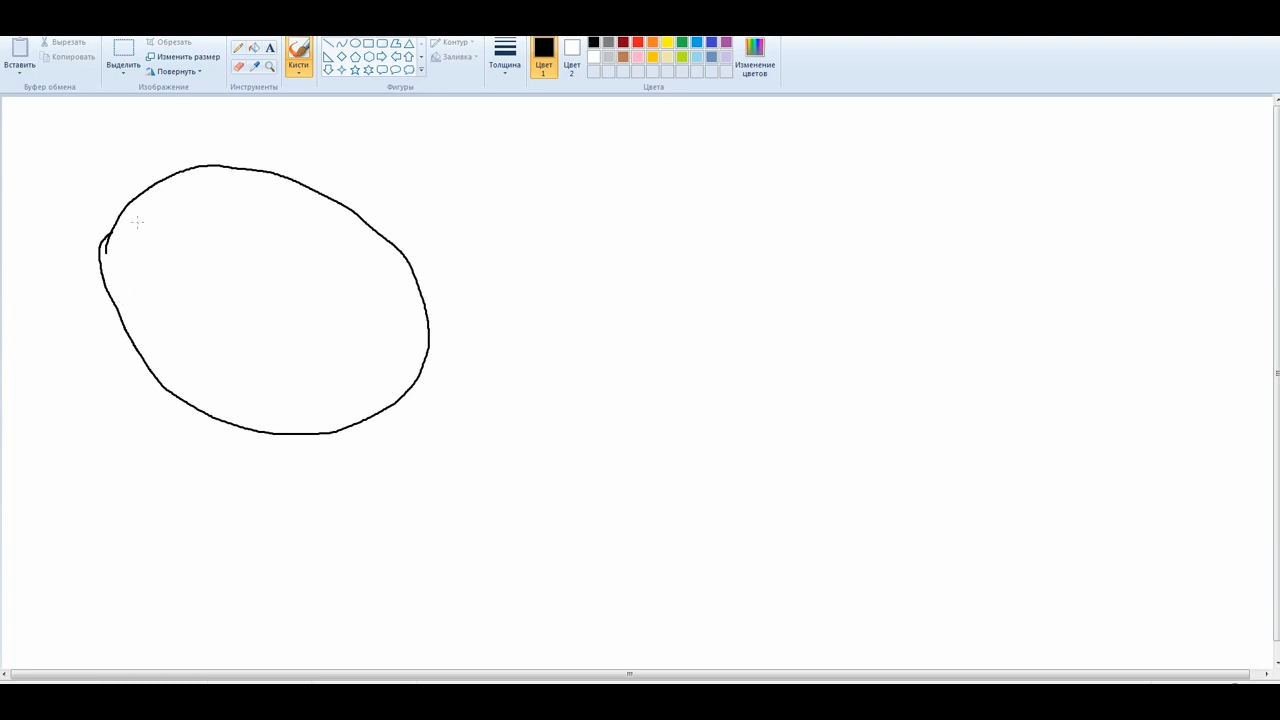 Вырезать Обрезать Контур
Копировать Изменить размер Заливка
Вставить Выделить Повернуть Кисти Толщина Цвет 1 Цвет 2 Изменение цветов
Буфер обмена Изображение Инструменты Фигуры Цвета